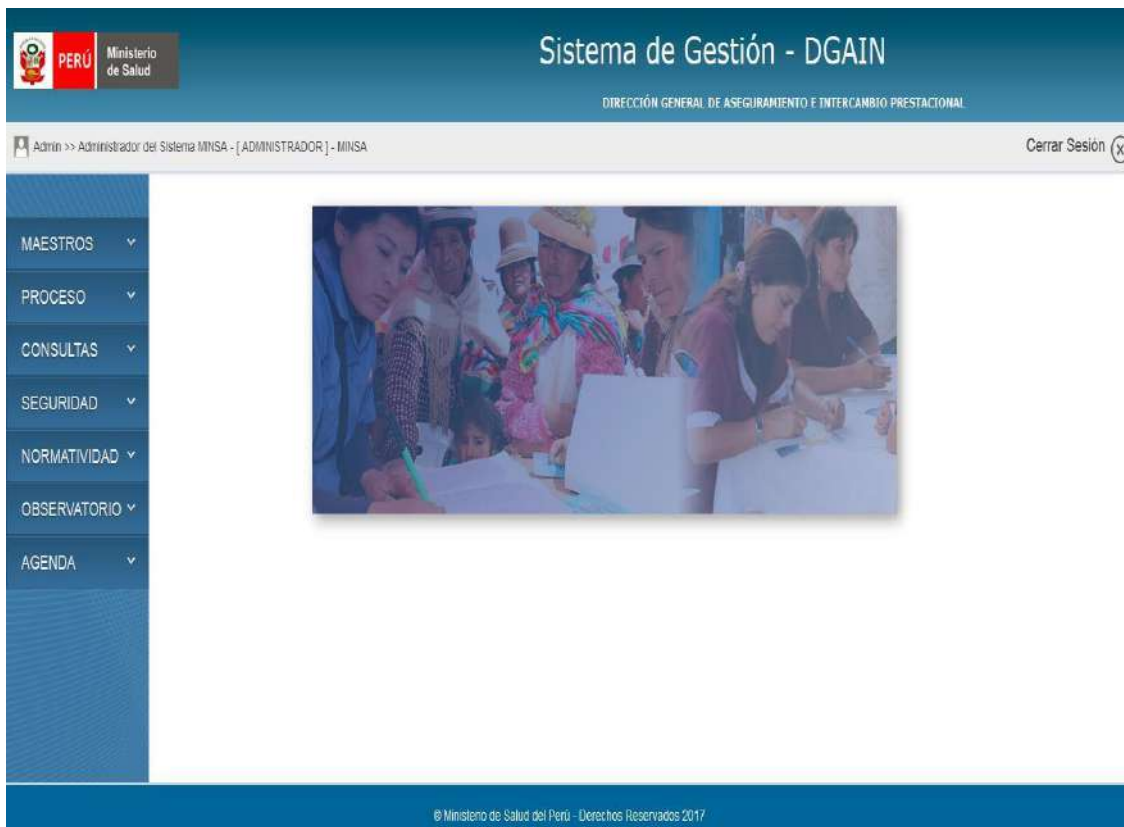 PERÚ
Ministerio
de Salud
Sistema de Gestión - DGAIN
DIRECCIÓN GENERAL DE ASEGURAMIENTO E INTERCAMBIO PRESTACIONAL
Admin >> Administrador del Sistema MINSA - [ ADMINISTRADOR ] - MINSA
Cerrar Sesión
MAESTROS
PROCESO
CONSULTAS
SEGURIDAD
NORMATIVIDAD
OBSERVATORIO
AGENDA
© Ministerio de Salud del Perú - Derechos Reservados 2017